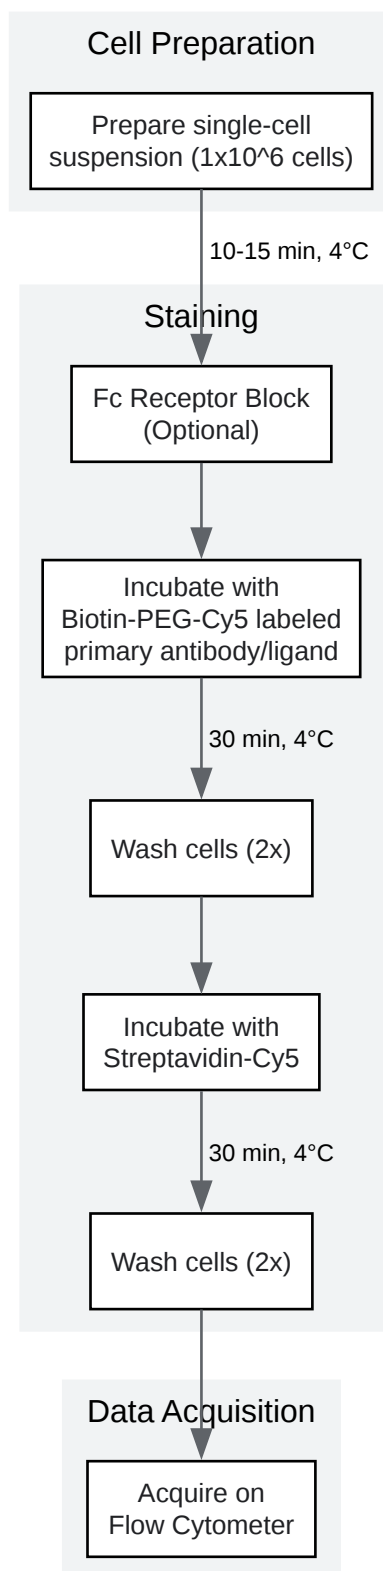 Cell Preparation
Prepare single-cell
suspension (1x10^6 cells)
10-15 min, 4°C
Staining
Fc Receptor Block
(Optional)
Incubate with
Biotin-PEG-Cy5 labeled
primary antibody/ligand
30 min, 4°C
Wash cells (2x)
Incubate with
Streptavidin-Cy5
30 min, 4°C
Wash cells (2x)
Data Acquisition
Acquire on
Flow Cytometer